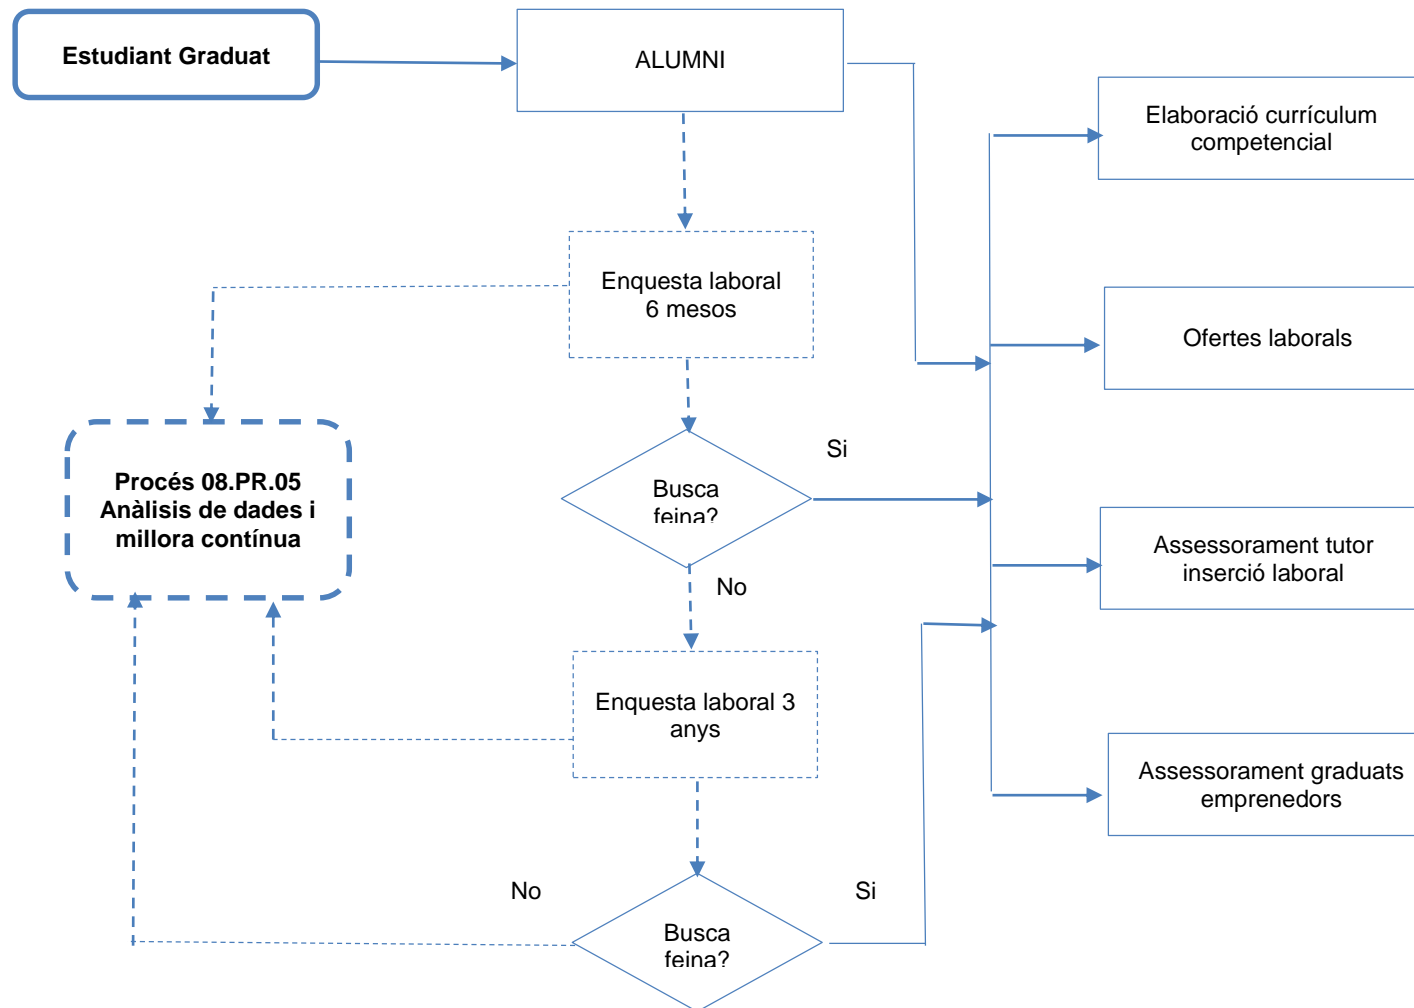 Estudiant Graduat
ALUMNI
Elaboració currículum
competencial
Enquesta laboral
6 mesos
Ofertes laborals
Si
Busca
feina?
Procés 08.PR.05
Anàlisis de dades i
millora contínua
Assessorament tutor
inserció laboral
No
Enquesta laboral 3
anys
Assessorament graduats
emprenedors
No
Si
Busca
feina?